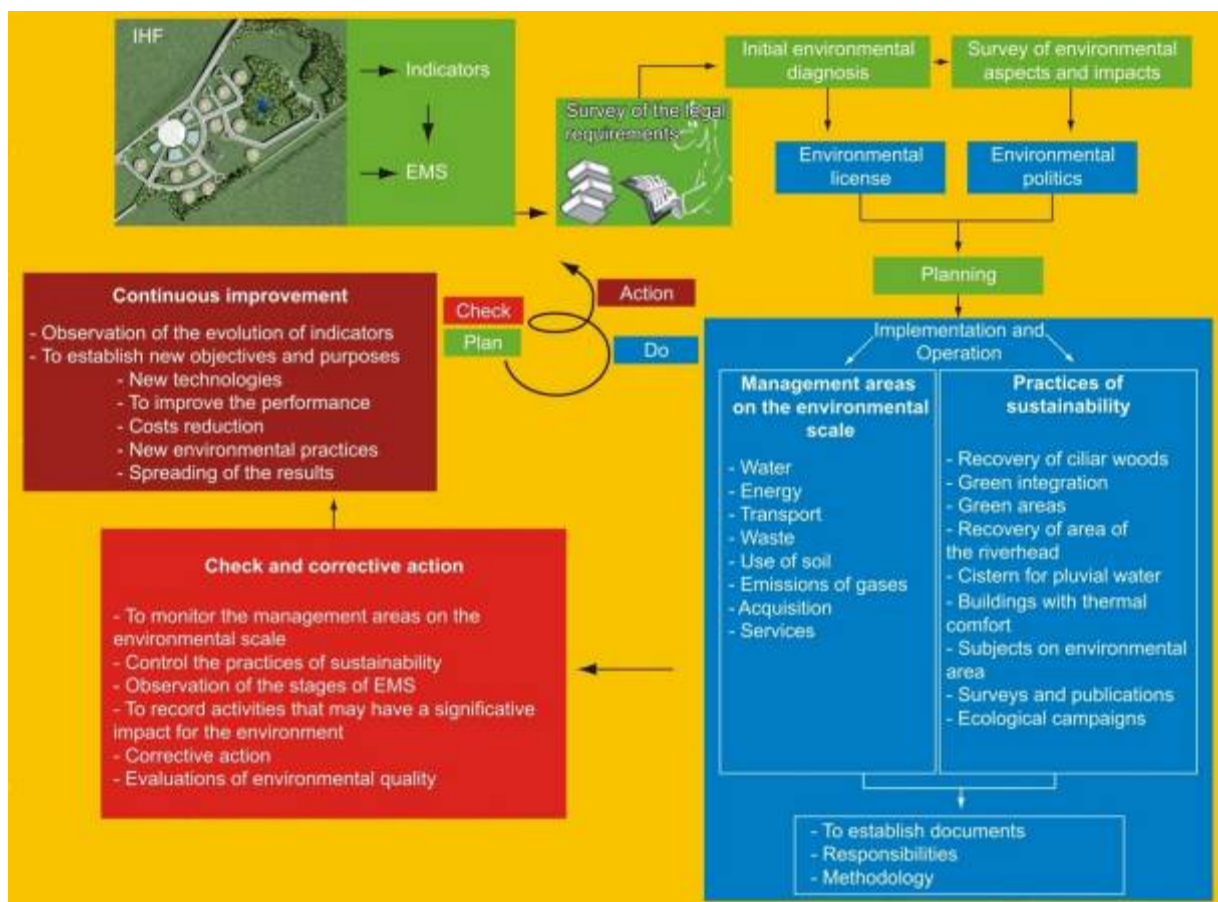 IHF
Indicators
EMS
Survey of the legal
requirements
Initial environmental
diagnosis
Survey of environmental
aspects and impacts
Environmental
license
Environmental
politics
Planning
Continuous improvement
- Observation of the evolution of indicators
- To establish new objectives and purposes
- New technologies
- To improve the performance
- Costs reduction
- New environmental practices
- Spreading of the results
Check
Plan
Action
Do
Implementation and
Operation
Management areas
on the environmental
scale
- Water
- Energy
- Transport
- Waste
- Use of soil
- Emissions of gases
- Acquisition
- Services
Practices of
sustainability
- Recovery of ciliar woods
- Green integration
- Green areas
- Recovery of area of
the riverhead
- Cistern for pluvial water
- Buildings with thermal
comfort
- Subjects on environmental
area
- Surveys and publications
- Ecological campaigns
- To establish documents
- Responsibilities
- Methodology
Check and corrective action
- To monitor the management areas on the
environmental scale
- Control the practices of sustainability
- Observation of the stages of EMS
- To record activities that may have a significative
impact for the environment
- Corrective action
- Evaluations of environmental quality